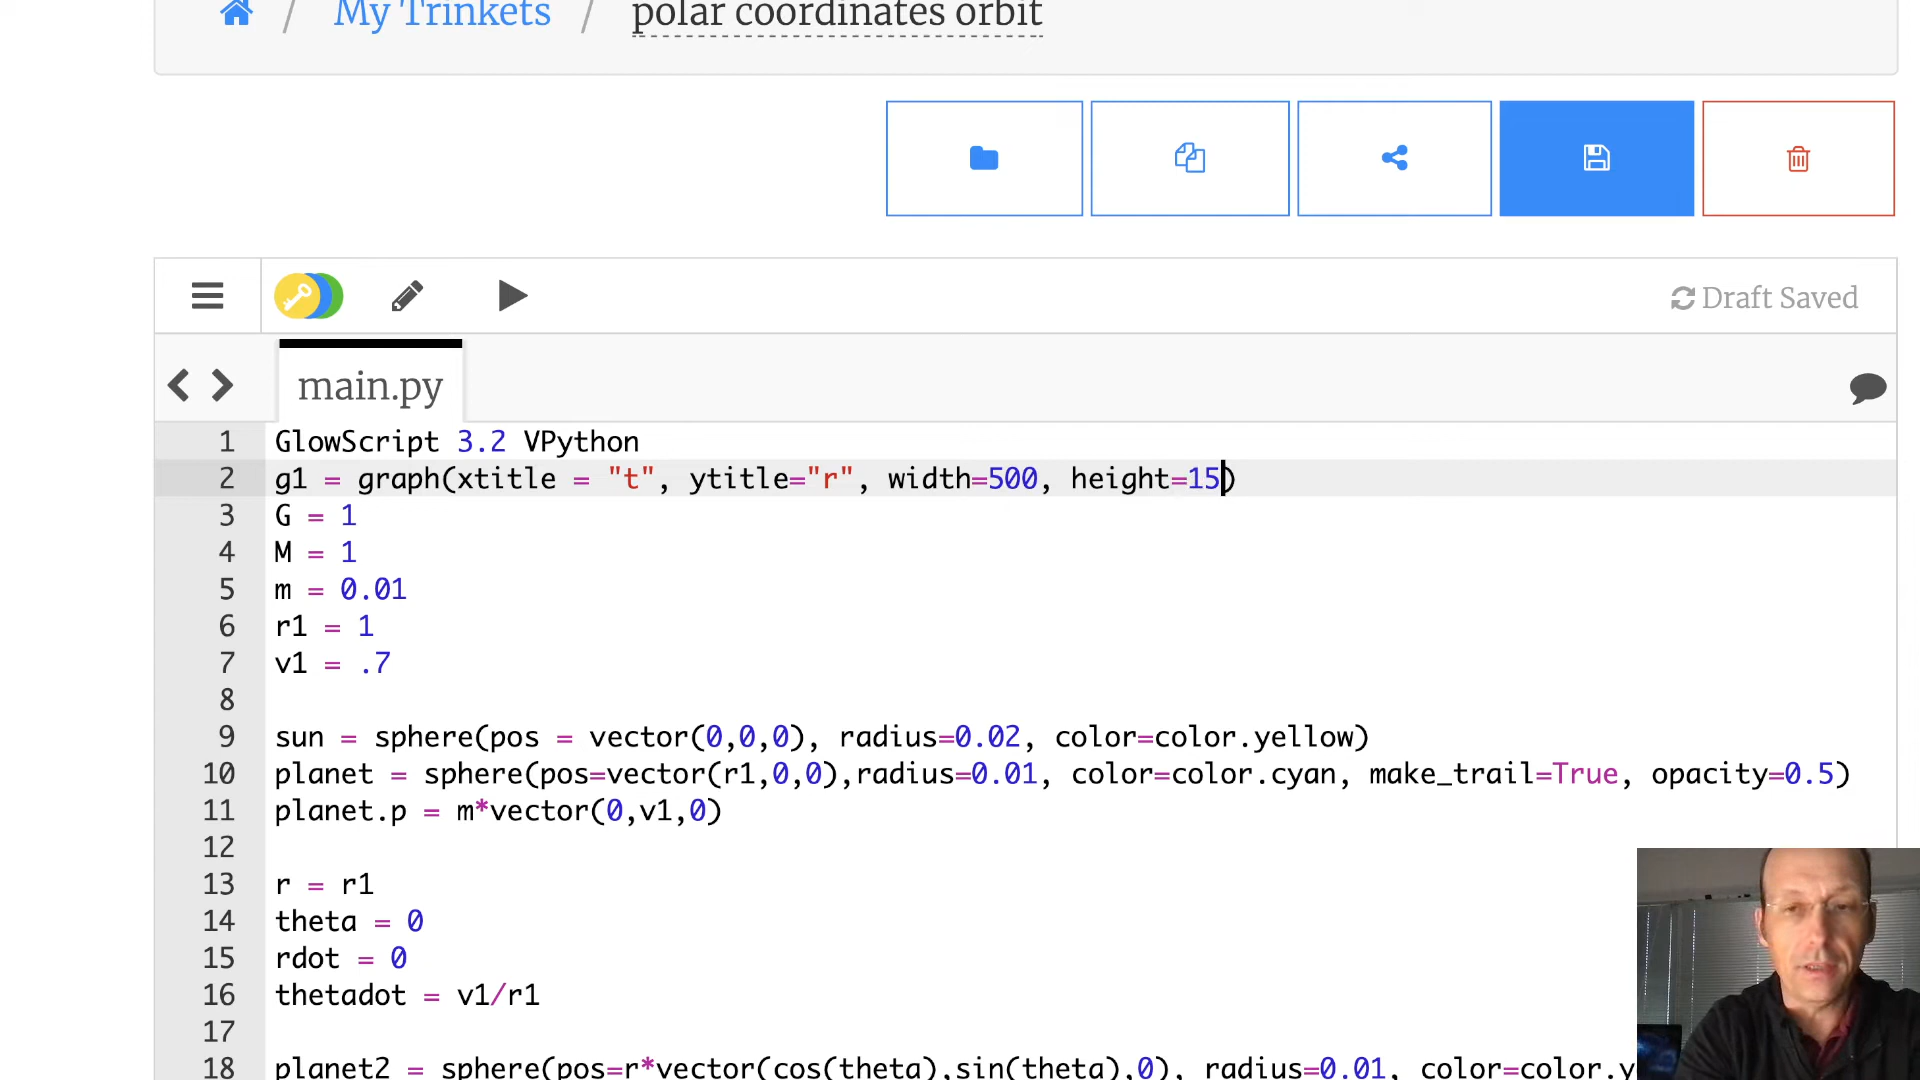 / My Trinkets / polar coordinates orbit
Draft Saved
main.py
1 GlowScript 3.2 VPython
2 g1 = graph(xtitle = "t", ytitle="r", width=500, height=15)
3 G = 1
4 M = 1
5 m = 0.01
6 r1 = 1
7 v1 = .7
8
9 sun = sphere(pos = vector(0,0,0), radius=0.02, color=color.yellow)
10 planet = sphere(pos=vector(r1,0,0),radius=0.01, color=color.cyan, make_trail=True, opacity=0.5)
11 planet.p = m*vector(0,v1,0)
12
13 r = r1
14 theta = 0
15 rdot = 0
16 thetadot = v1/r1
17
18 planet2 = sphere(pos=r*vector(cos(theta),sin(theta),0), radius=0.01, color=color.y